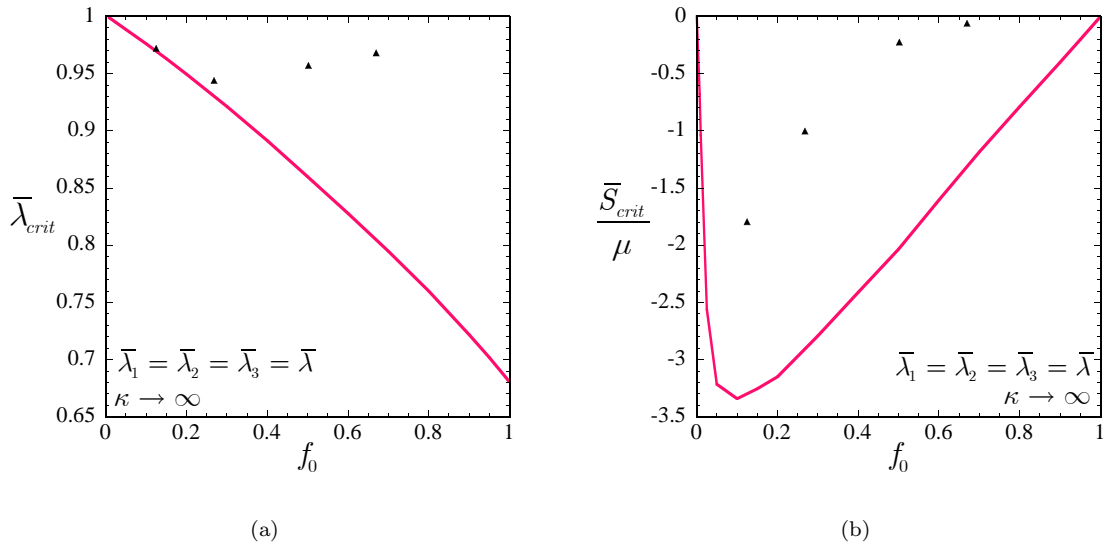 1
0.95
0.9
0.85
0.8
0.75
0.7
0.65
λ̄_crit
λ̄₁ = λ̄₂ = λ̄₃ = λ̄
κ → ∞
0 0.2 0.4 0.6 0.8 1
f₀
(a)
0
-0.5
-1
-1.5
-2
-2.5
-3
-3.5
S̄_crit
μ
λ̄₁ = λ̄₂ = λ̄₃ = λ̄
κ → ∞
0 0.2 0.4 0.6 0.8 1
f₀
(b)